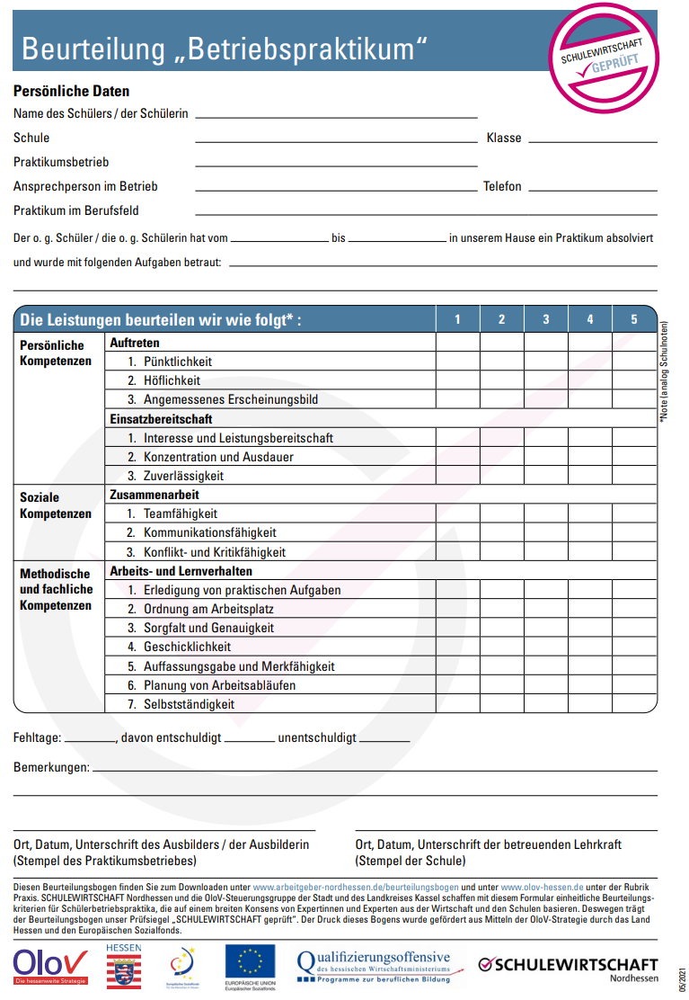 Beurteilung „Betriebspraktikum“
SCHULEWIRTSCHAFT
GEPRÜFT
Persönliche Daten
Name des Schülers / der Schülerin
Schule Klasse
Praktikumsbetrieb
Ansprechperson im Betrieb Telefon
Praktikum im Berufsfeld
Der o. g. Schüler / die o. g. Schülerin hat vom bis in unserem Hause ein Praktikum absolviert
und wurde mit folgenden Aufgaben betraut:
Die Leistungen beurteilen wir wie folgt* : 1 2 3 4 5
*Note (analog Schulnoten)
Persönliche Kompetenzen
Auftreten
1. Pünktlichkeit
2. Höflichkeit
3. Angemessenes Erscheinungsbild
Einsatzbereitschaft
1. Interesse und Leistungsbereitschaft
2. Konzentration und Ausdauer
3. Zuverlässigkeit
Soziale Kompetenzen
Zusammenarbeit
1. Teamfähigkeit
2. Kommunikationsfähigkeit
3. Konflikt- und Kritikfähigkeit
Methodische und fachliche Kompetenzen
Arbeits- und Lernverhalten
1. Erledigung von praktischen Aufgaben
2. Ordnung am Arbeitsplatz
3. Sorgfalt und Genauigkeit
4. Geschicklichkeit
5. Auffassungsgabe und Merkfähigkeit
6. Planung von Arbeitsabläufen
7. Selbstständigkeit
Fehltage: , davon entschuldigt unentschuldigt
Bemerkungen:
Ort, Datum, Unterschrift des Ausbilders / der Ausbilderin
(Stempel des Praktikumsbetriebes)
Ort, Datum, Unterschrift der betreuenden Lehrkraft
(Stempel der Schule)
Diesen Beurteilungsbogen finden Sie zum Downloaden unter www.arbeitgeber-nordhessen.de/beurteilungsbogen und unter www.olov-hessen.de unter der Rubrik
Praxis. SCHULEWIRTSCHAFT Nordhessen und die OloV-Steuerungsgruppe der Stadt und des Landkreises Kassel schaffen mit diesem Formular einheitliche Beurteilungs-
kriterien für Schülerbetriebspraktika, die auf einem breiten Konsens von Expertinnen und Experten aus der Wirtschaft und den Schulen basieren. Deswegen trägt
der Beurteilungsbogen unser Prüfsiegel „SCHULEWIRTSCHAFT geprüft“. Der Druck dieses Bogens wurde gefördert aus Mitteln der OloV-Strategie durch das Land
Hessen und den Europäischen Sozialfonds.
OloV
Die hessenweite Strategie
HESSEN
Europäische Sozialfonds
EUROPÄISCHE UNION
Europäischer Sozialfonds
Qualifizierungsoffensive
des hessischen Wirtschaftsministeriums
Programme zur beruflichen Bildung
SCHULEWIRTSCHAFT
Nordhessen
05/2021